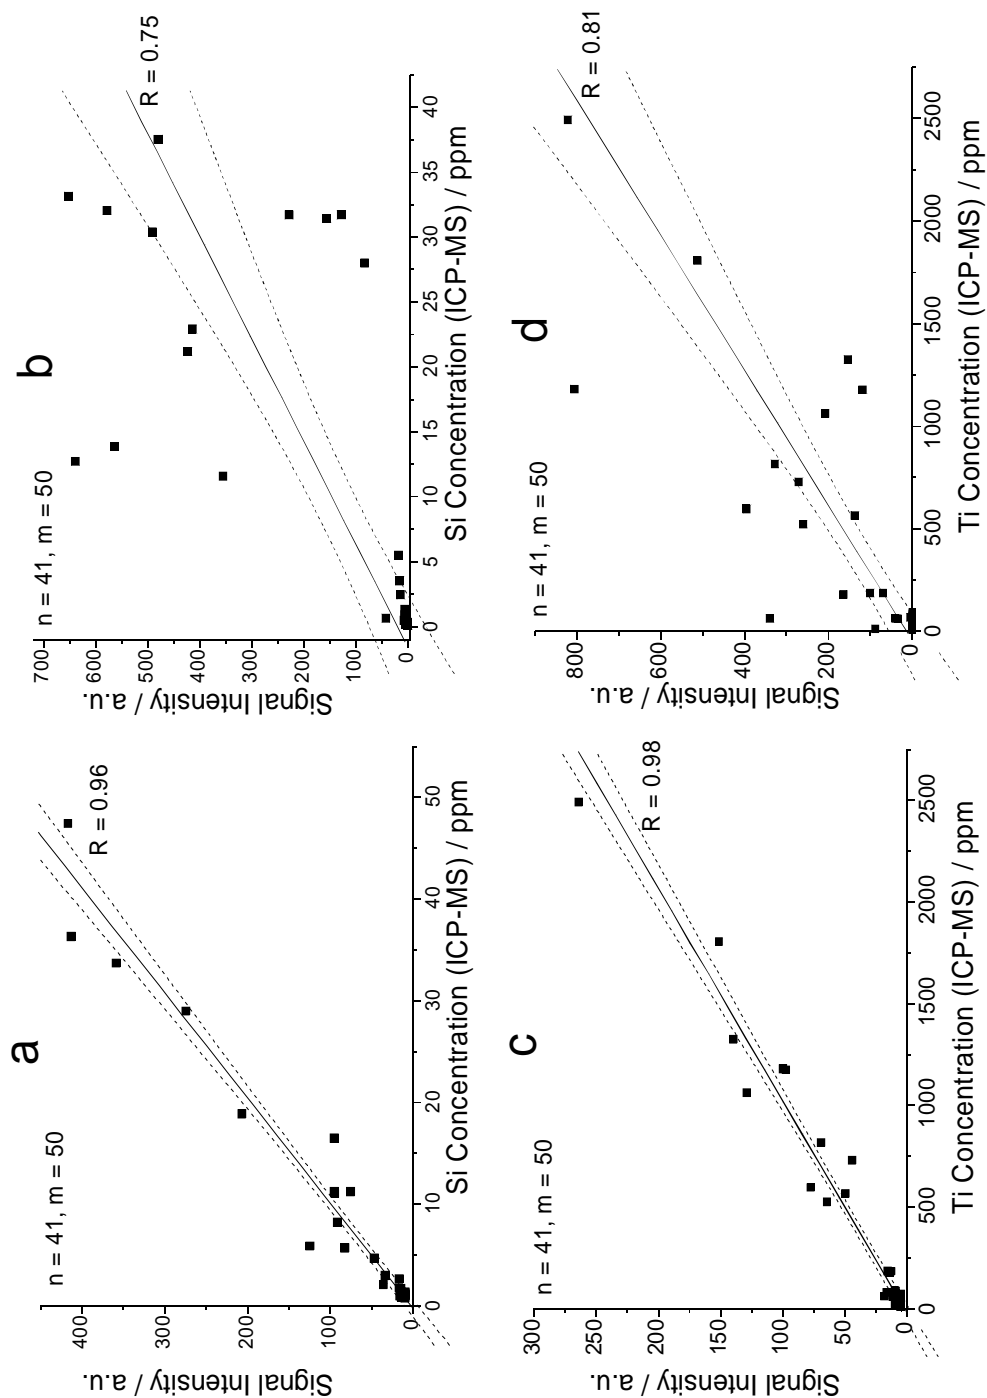 a
n = 41, m = 50
R = 0.96
Signal Intensity / a.u.
400
300
200
100
0
0
10
20
30
40
50
Si Concentration (ICP-MS) / ppm
b
n = 41, m = 50
R = 0.75
Signal Intensity / a.u.
700
600
500
400
300
200
100
0
0
5
10
15
20
25
30
35
40
Si Concentration (ICP-MS) / ppm
c
n = 41, m = 50
R = 0.98
Signal Intensity / a.u.
300
250
200
150
100
50
0
0
500
1000
1500
2000
2500
Ti Concentration (ICP-MS) / ppm
d
n = 41, m = 50
R = 0.81
Signal Intensity / a.u.
800
600
400
200
0
0
500
1000
1500
2000
2500
Ti Concentration (ICP-MS) / ppm